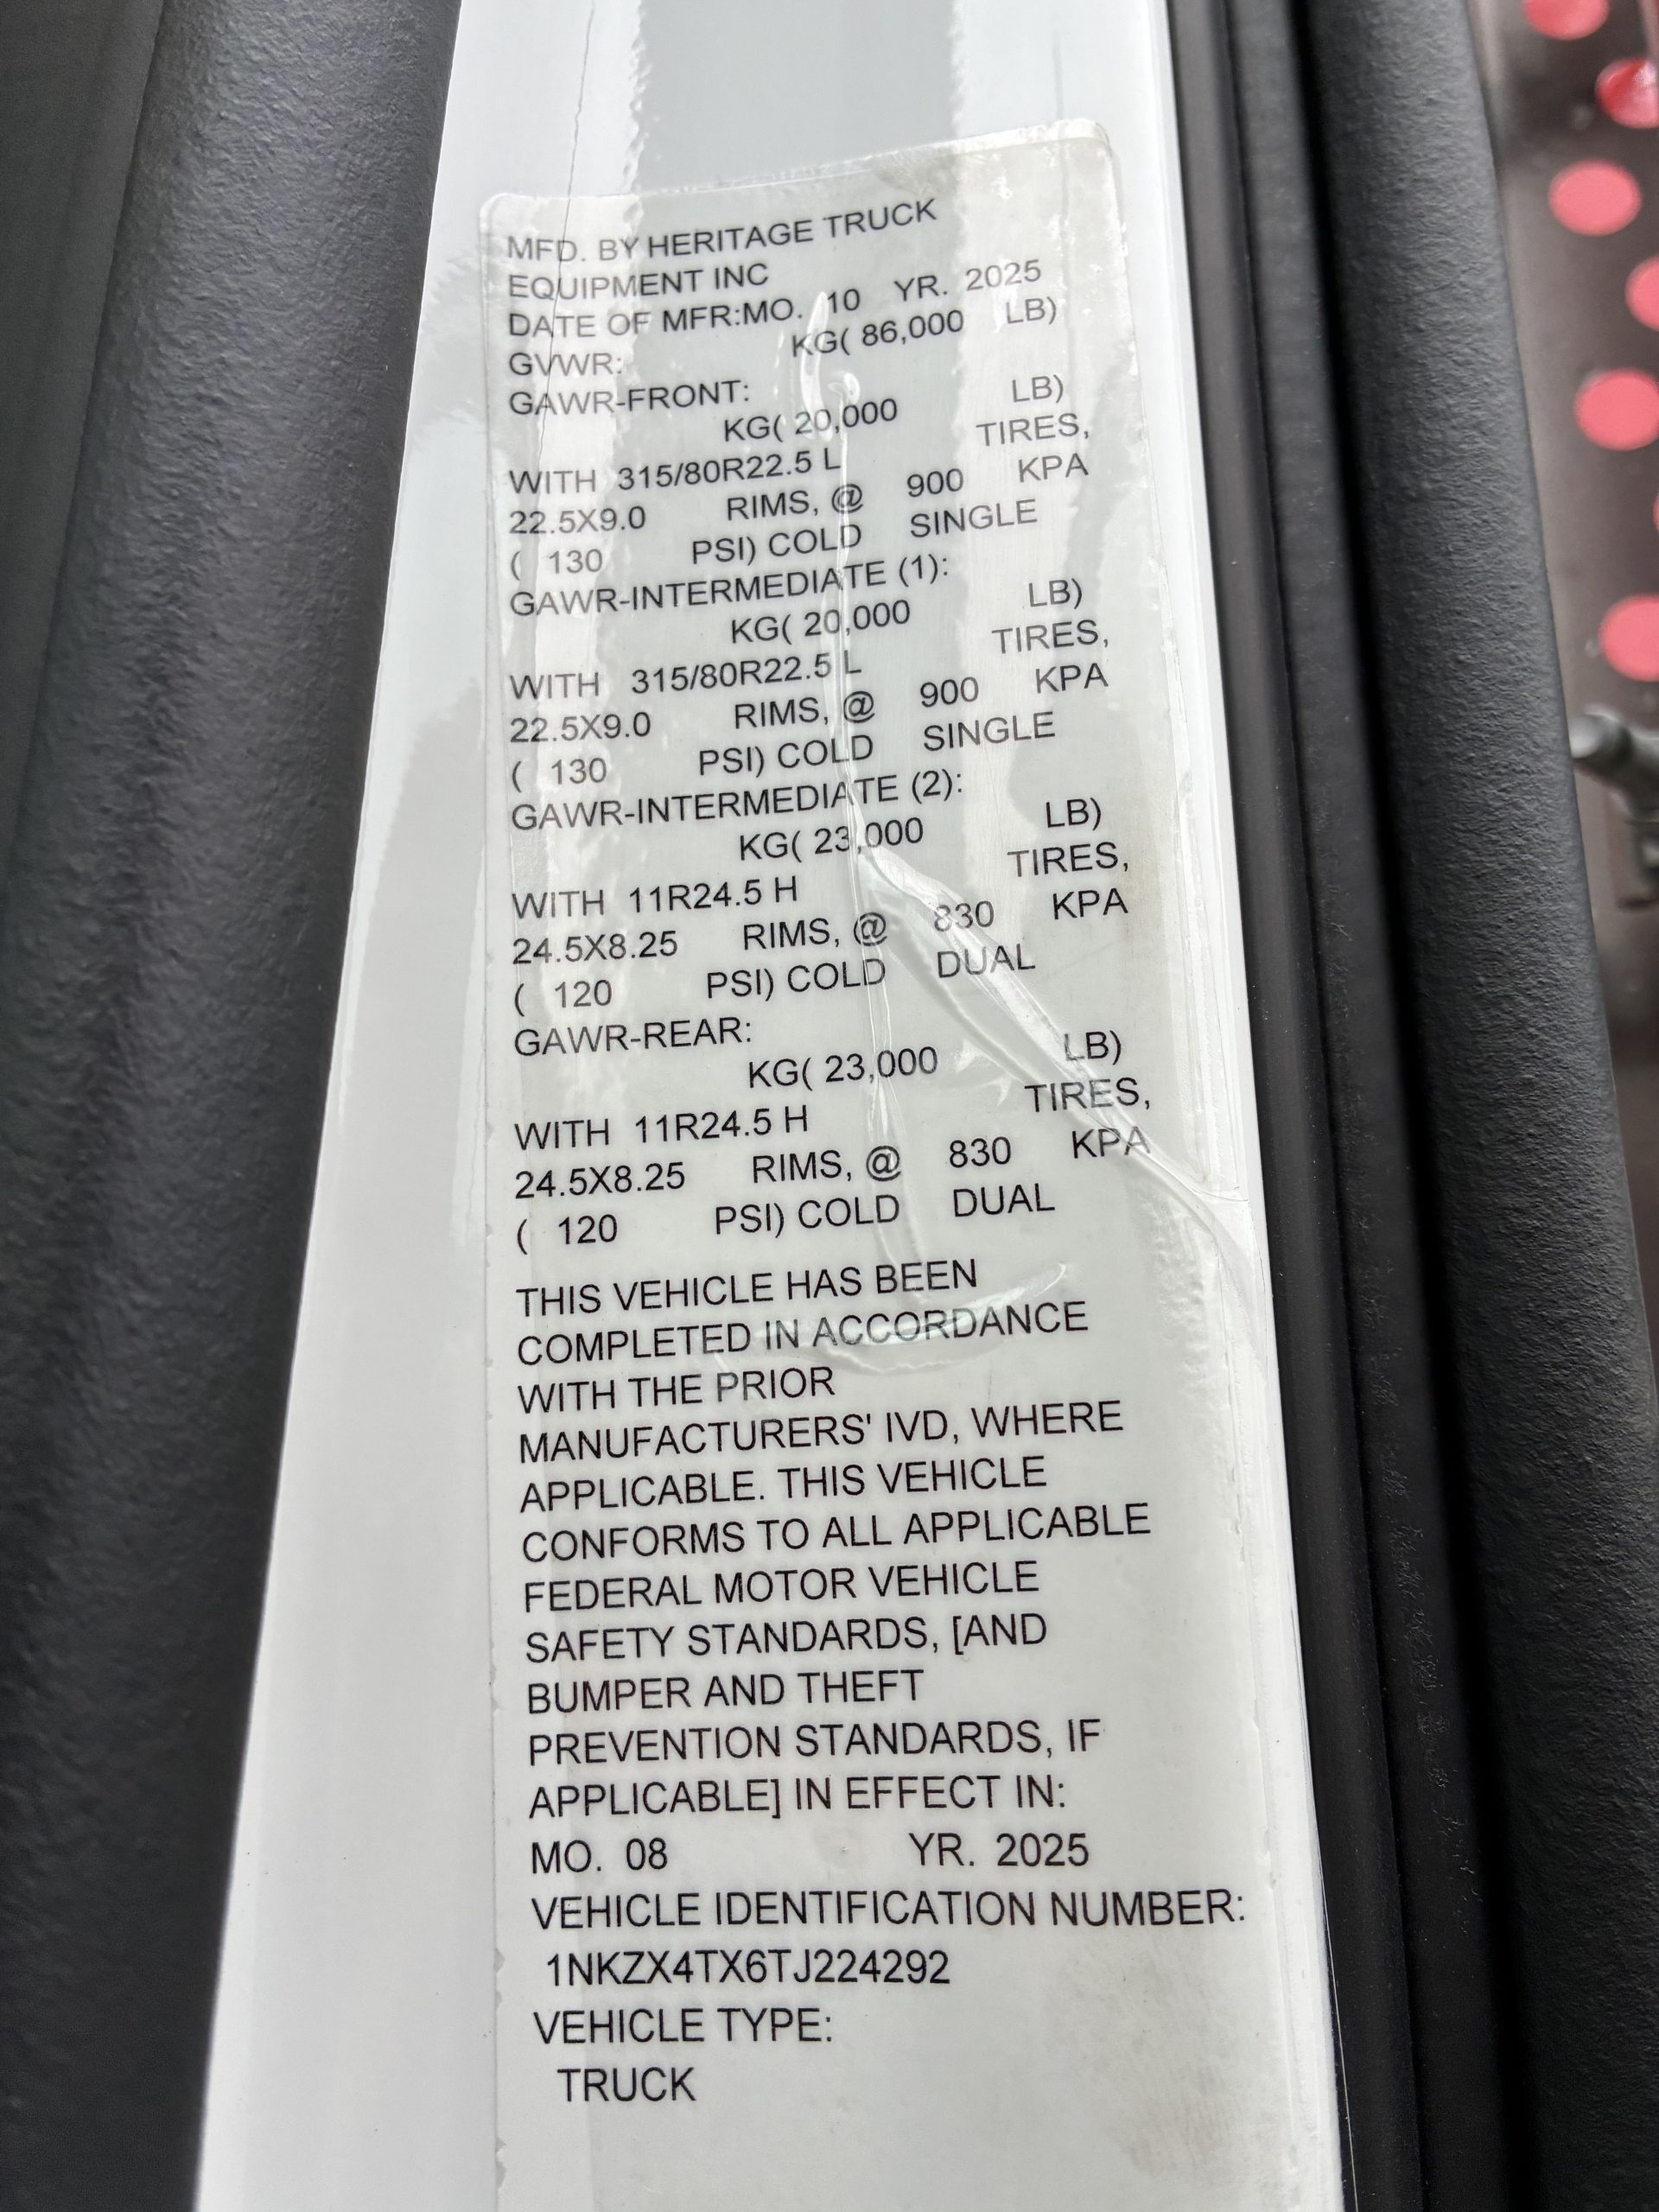 MFD. BY HERITAGE TRUCK
EQUIPMENT INC
DATE OF MFR:MO. 10 YR. 2025
GVWR: KG( 86,000 LB)
GAWR-FRONT:
KG( 20,000 LB)
WITH 315/80R22.5 L TIRES,
22.5X9.0 RIMS, @ 900 KPA
( 130 PSI) COLD SINGLE
GAWR-INTERMEDIATE (1):
KG( 20,000 LB)
WITH 315/80R22.5 L TIRES,
22.5X9.0 RIMS, @ 900 KPA
( 130 PSI) COLD SINGLE
GAWR-INTERMEDIATE (2):
KG( 23,000 LB)
WITH 11R24.5 H TIRES,
24.5X8.25 RIMS, @ 830 KPA
( 120 PSI) COLD DUAL
GAWR-REAR:
KG( 23,000 LB)
WITH 11R24.5 H TIRES,
24.5X8.25 RIMS, @ 830 KPA
( 120 PSI) COLD DUAL
THIS VEHICLE HAS BEEN
COMPLETED IN ACCORDANCE
WITH THE PRIOR
MANUFACTURERS' IVD, WHERE
APPLICABLE. THIS VEHICLE
CONFORMS TO ALL APPLICABLE
FEDERAL MOTOR VEHICLE
SAFETY STANDARDS, [AND
BUMPER AND THEFT
PREVENTION STANDARDS, IF
APPLICABLE] IN EFFECT IN:
MO. 08 YR. 2025
VEHICLE IDENTIFICATION NUMBER:
1NKZX4TX6TJ224292
VEHICLE TYPE:
TRUCK